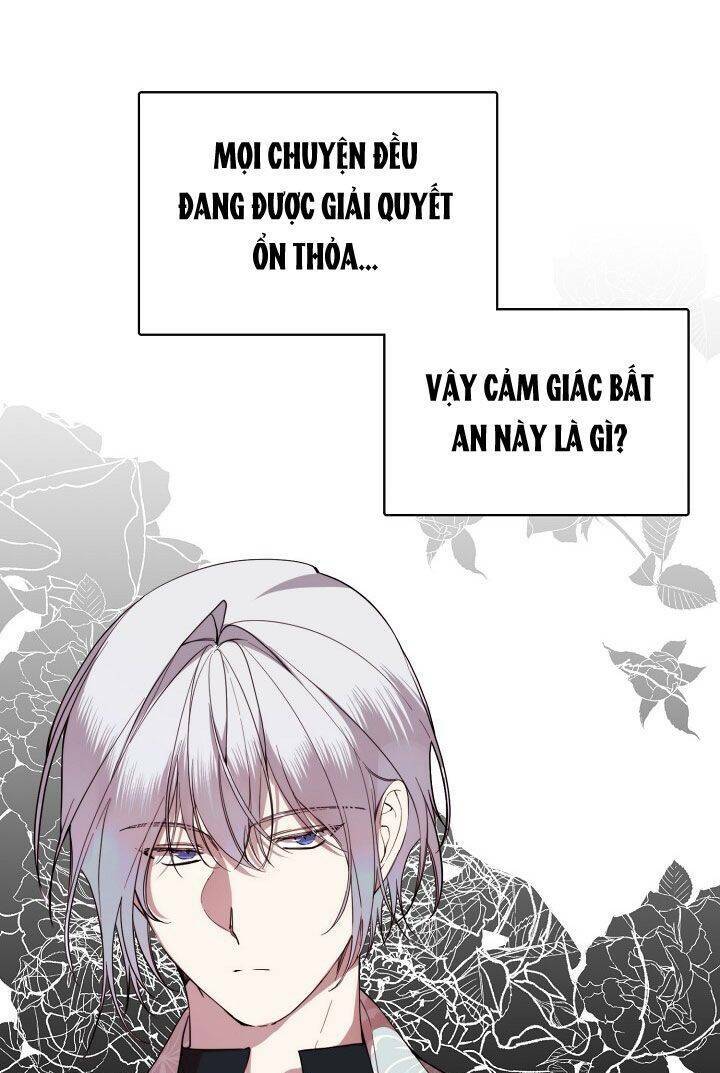 MỌI CHUYỆN ĐỀU
ĐANG ĐƯỢC GIẢI QUYẾT
ỔN THỎA...
VẬY CẢM GIÁC BẤT
AN NÀY LÀ GÌ?